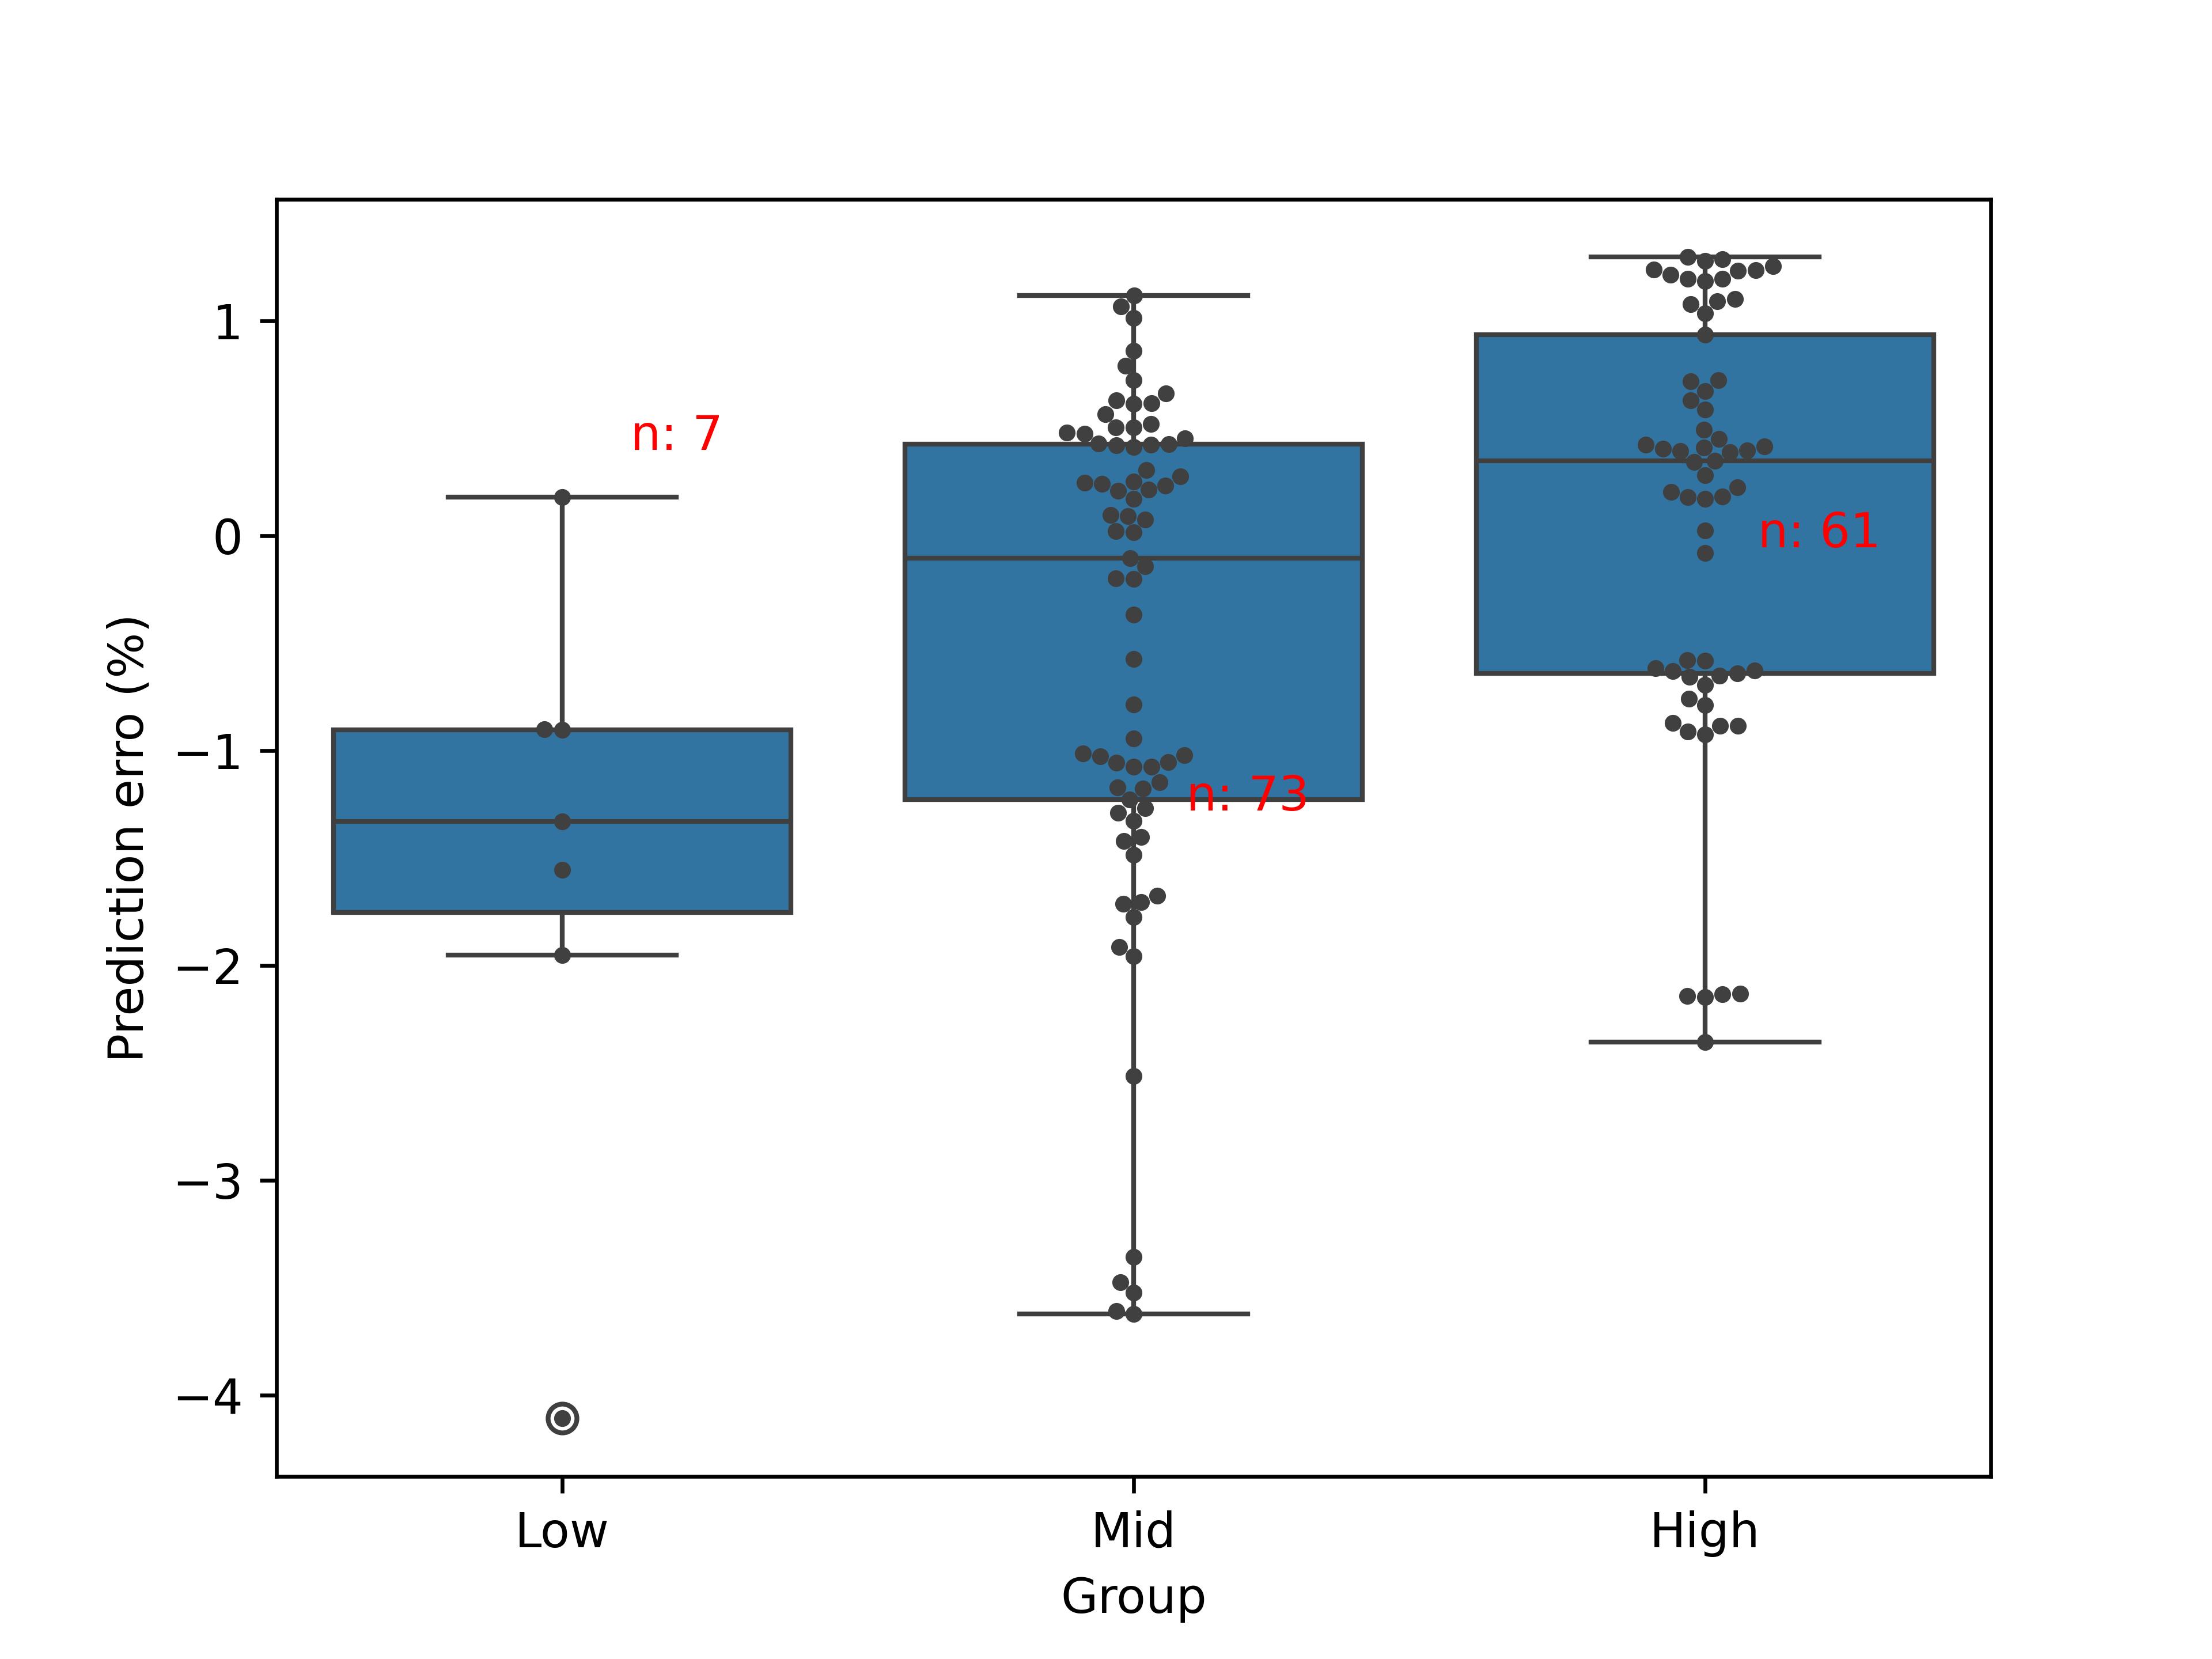 1
0
−1
−2
−3
−4
Prediction erro (%)
n: 7
n: 73
n: 61
Low
Mid
High
Group